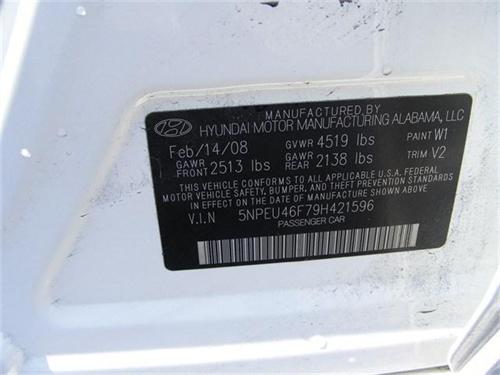 MANUFACTURED BY
HYUNDAI MOTOR MANUFACTURING ALABAMA, LLC
Feb/14/08 GVWR 4519 lbs PAINT W1
GAWR FRONT 2513 lbs GAWR REAR 2138 lbs TRIM V2
THIS VEHICLE CONFORMS TO ALL APPLICABLE U.S. FEDERAL
MOTOR VEHICLE SAFETY, BUMPER, AND THEFT PREVENTION
STANDARDS IN EFFECT ON THE DATE OF MANUFACTURE SHOWN ABOVE.
V.I.N 5NPEU46F79H421596
PASSENGER CAR